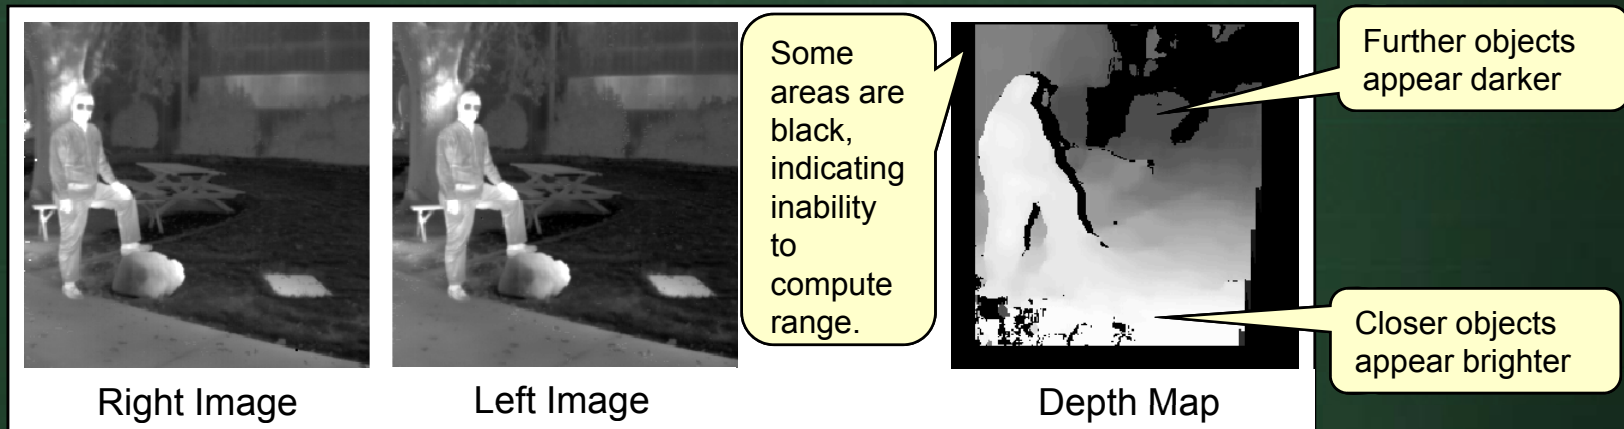 Some
areas are
black,
indicating
inability
to
compute
range.
Further objects
appear darker
Closer objects
appear brighter
Right Image
Left Image
Depth Map